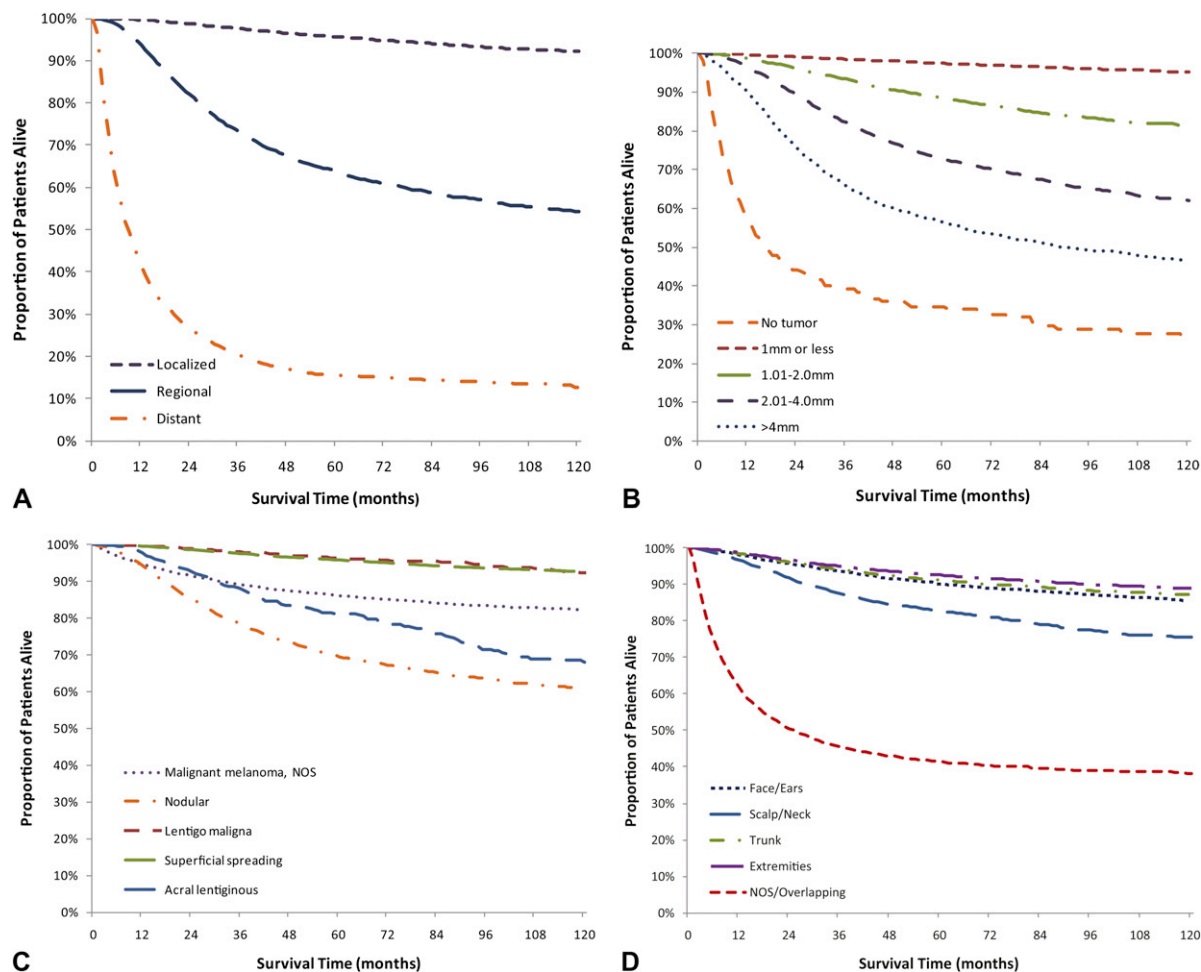 100%
90%
80%
70%
60%
50%
40%
30%
20%
10%
0%
Proportion of Patients Alive
Localized
Regional
Distant
0 12 24 36 48 60 72 84 96 108 120
Survival Time (months)
A
100%
90%
80%
70%
60%
50%
40%
30%
20%
10%
0%
Proportion of Patients Alive
No tumor
1mm or less
1.01-2.0mm
2.01-4.0mm
>4mm
0 12 24 36 48 60 72 84 96 108 120
Survival Time (months)
B
100%
90%
80%
70%
60%
50%
40%
30%
20%
10%
0%
Proportion of Patients Alive
Malignant melanoma, NOS
Nodular
Lentigo maligna
Superficial spreading
Acral lentiginous
0 12 24 36 48 60 72 84 96 108 120
Survival Time (months)
C
100%
90%
80%
70%
60%
50%
40%
30%
20%
10%
0%
Proportion of Patients Alive
Face/Ears
Scalp/Neck
Trunk
Extremities
NOS/Overlapping
0 12 24 36 48 60 72 84 96 108 120
Survival Time (months)
D